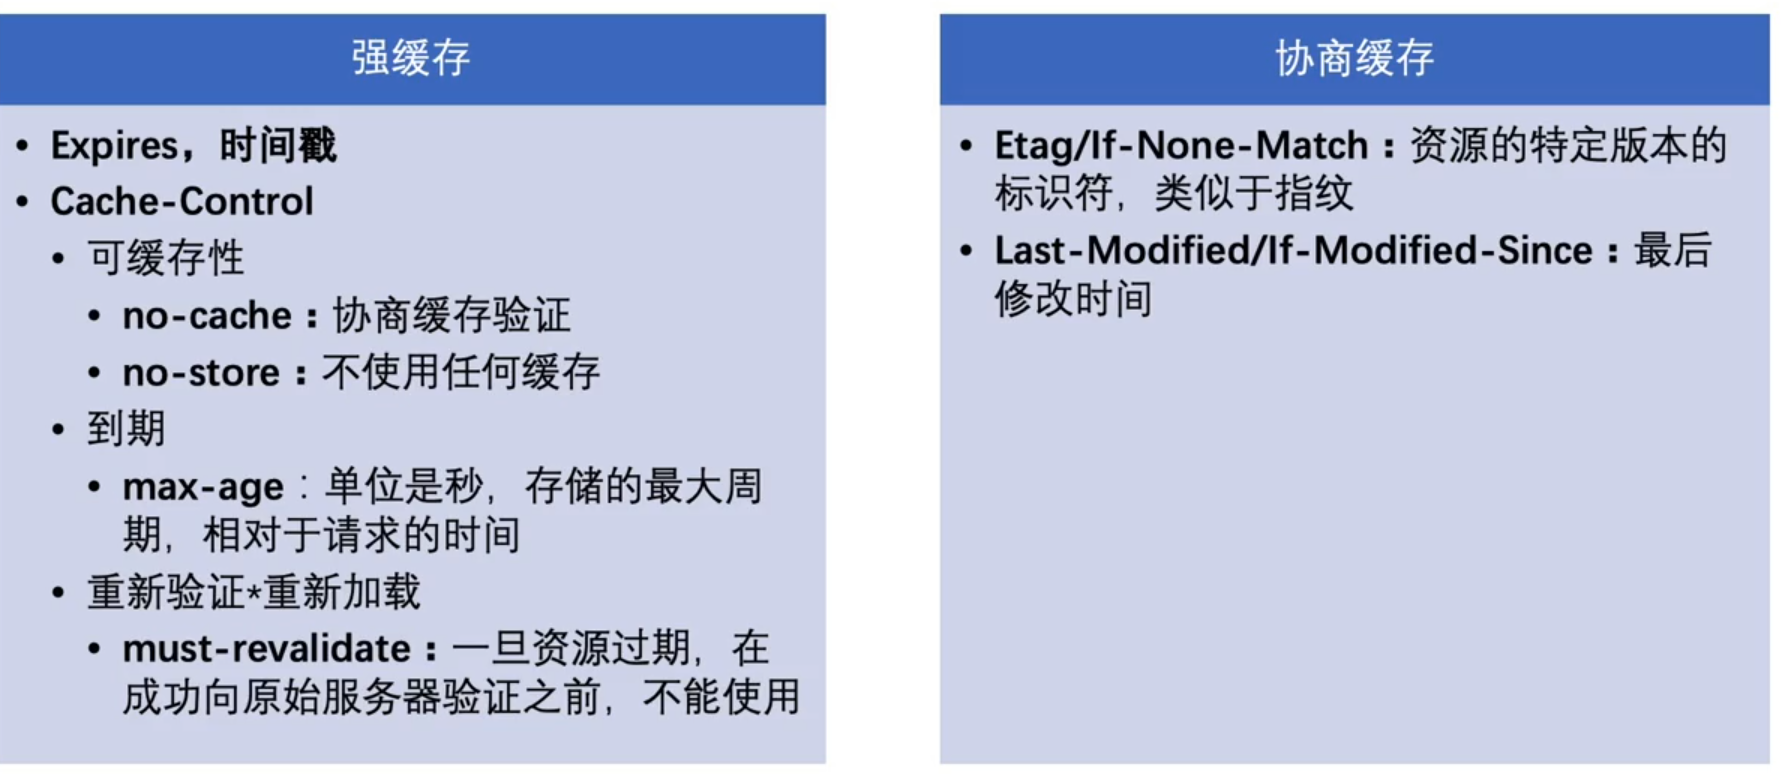 强缓存
• Expires，时间戳
• Cache-Control
• 可缓存性
• no-cache：协商缓存验证
• no-store：不使用任何缓存
• 到期
• max-age：单位是秒，存储的最大周
期，相对于请求的时间
• 重新验证*重新加载
• must-revalidate：一旦资源过期，在
成功向原始服务器验证之前，不能使用
协商缓存
• Etag/If-None-Match：资源的特定版本的
标识符，类似于指纹
• Last-Modified/If-Modified-Since：最后
修改时间